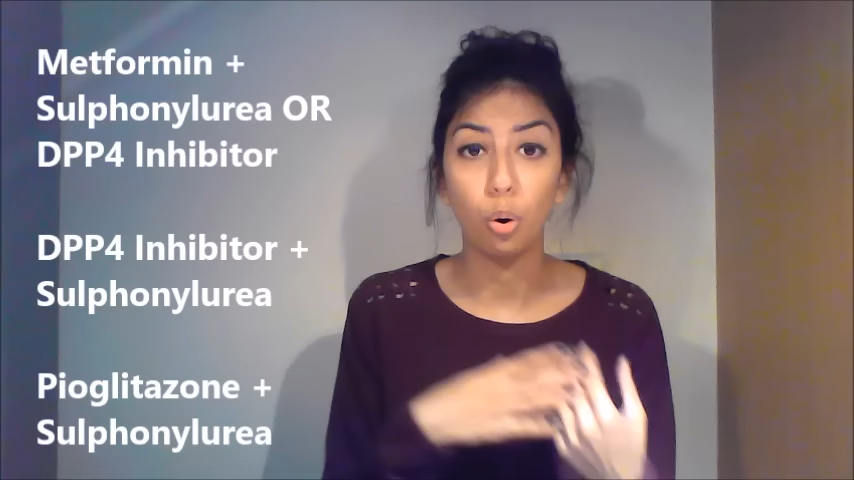 Metformin +
Sulphonylurea OR
DPP4 Inhibitor
DPP4 Inhibitor +
Sulphonylurea
Pioglitazone +
Sulphonylurea